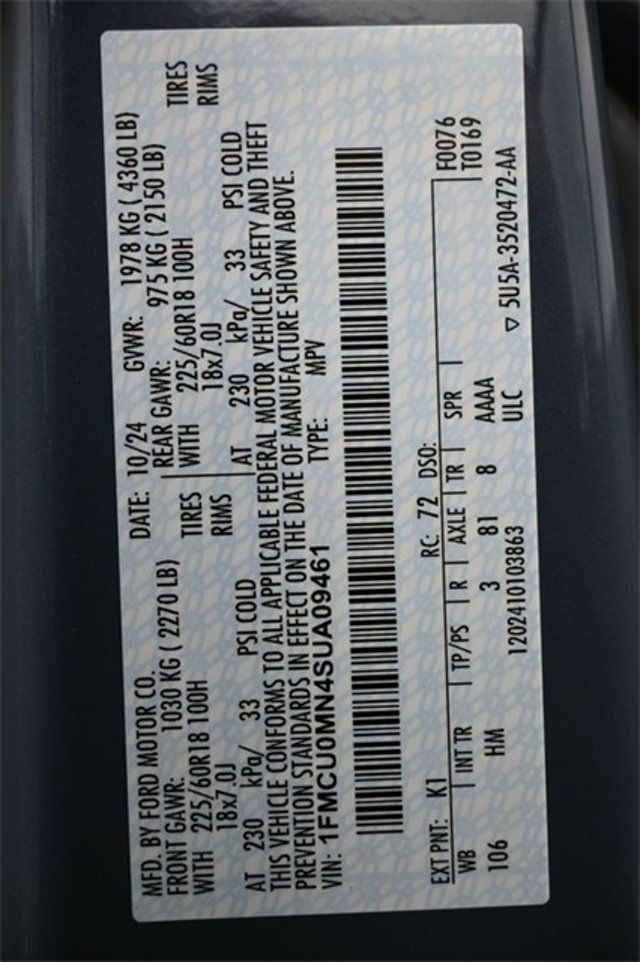 MFD. BY FORD MOTOR CO. DATE: 10/24 GVWR: 1978 KG ( 4360 LB)
FRONT GAWR: 1030 KG ( 2270 LB) REAR GAWR: 975 KG ( 2150 LB)
WITH 225/60R18 100H TIRES WITH 225/60R18 100H TIRES
18x7.0J RIMS 18x7.0J RIMS
AT 230 kPa/ 33 PSI COLD AT 230 kPa/ 33 PSI COLD
THIS VEHICLE CONFORMS TO ALL APPLICABLE FEDERAL MOTOR VEHICLE SAFETY AND THEFT
PREVENTION STANDARDS IN EFFECT ON THE DATE OF MANUFACTURE SHOWN ABOVE.
VIN: 1FMCU0MN4SUA09461 TYPE: MPV
EXT PNT: K1 RC: 72 DSO: F0076
WB INT TR TP/PS R AXLE TR SPR T0169
106 HM 3 81 8 AAAA
ULC
1202410103863 ▽ 5U5A-3520472-AA